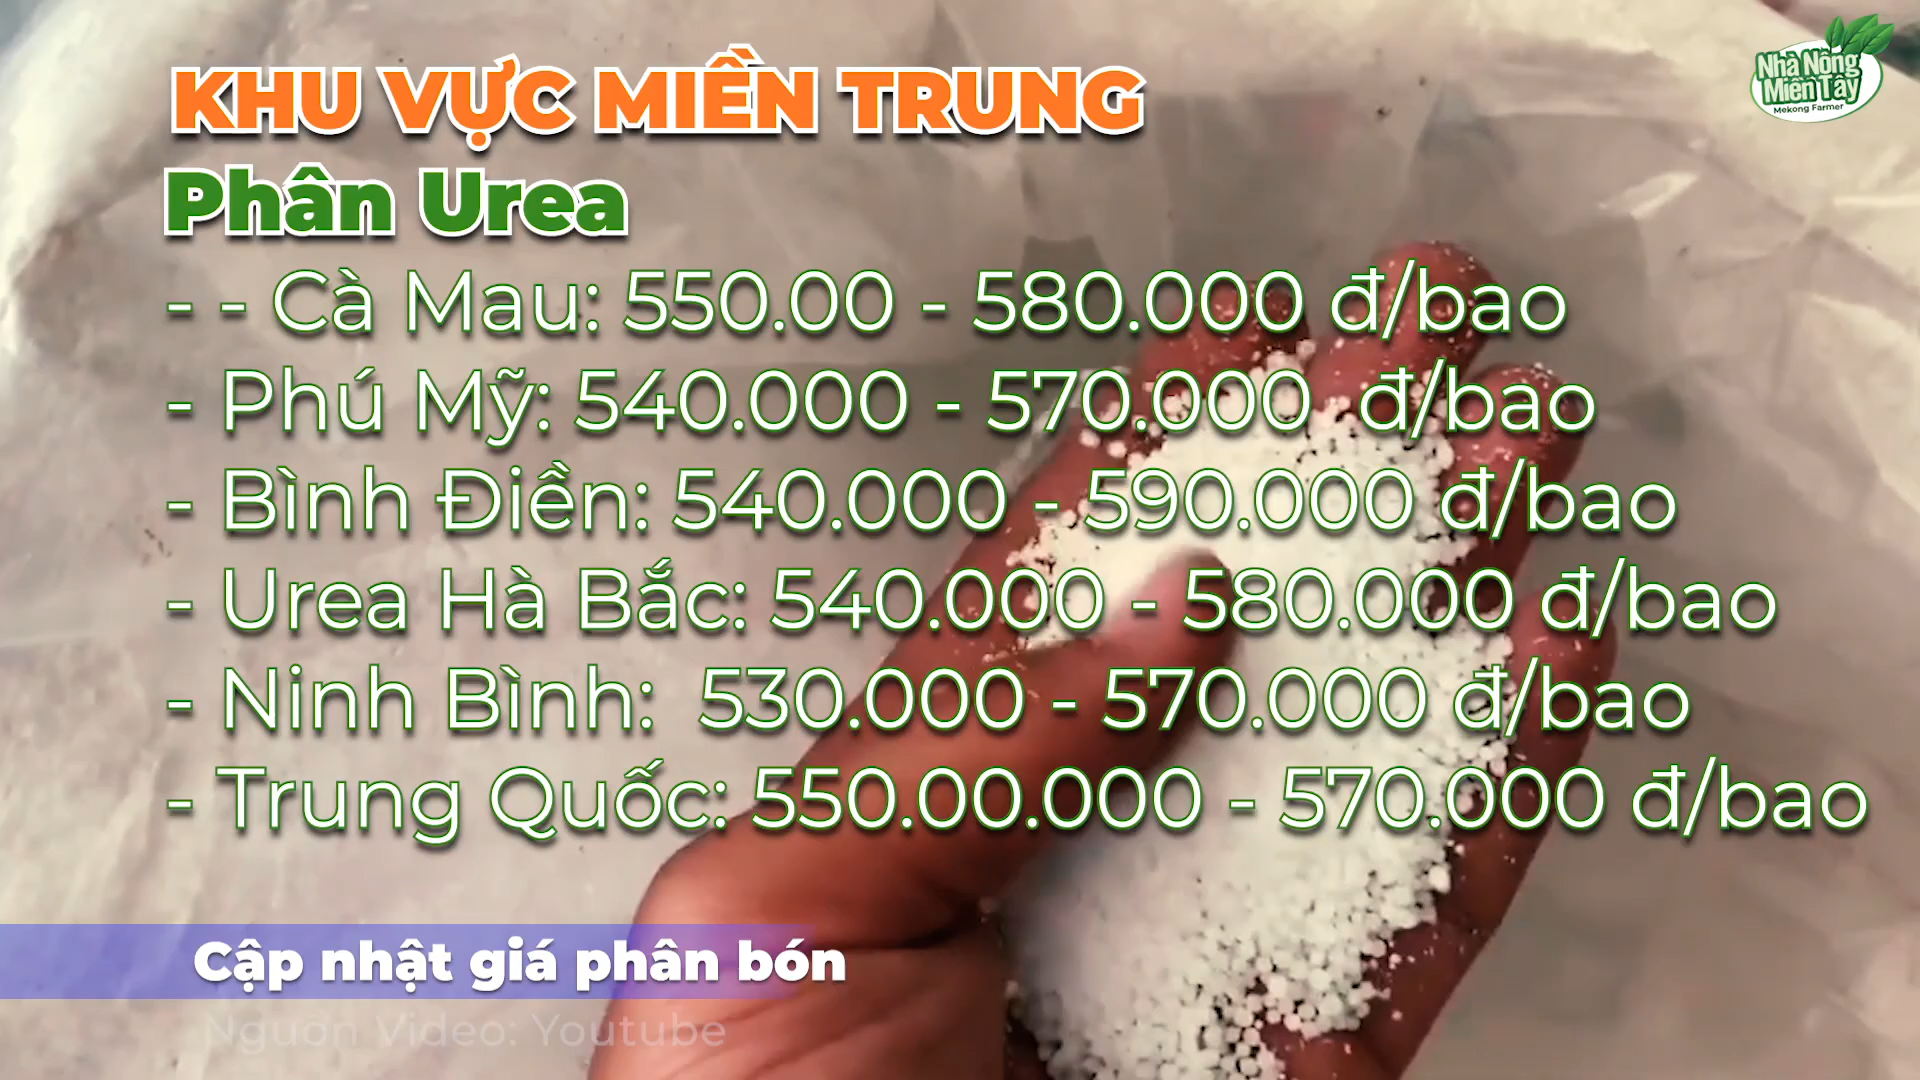 Nhà Nông
Miền Tây
Mekong Farmer
KHU VỰC MIỀN TRUNG
Phân Urea
- - Cà Mau: 550.00 - 580.000 đ/bao
- Phú Mỹ: 540.000 - 570.000 đ/bao
- Bình Điền: 540.000 - 590.000 đ/bao
- Urea Hà Bắc: 540.000 - 580.000 đ/bao
- Ninh Bình: 530.000 - 570.000 đ/bao
- Trung Quốc: 550.00.000 - 570.000 đ/bao
Cập nhật giá phân bón
Nguồn Video: Youtube